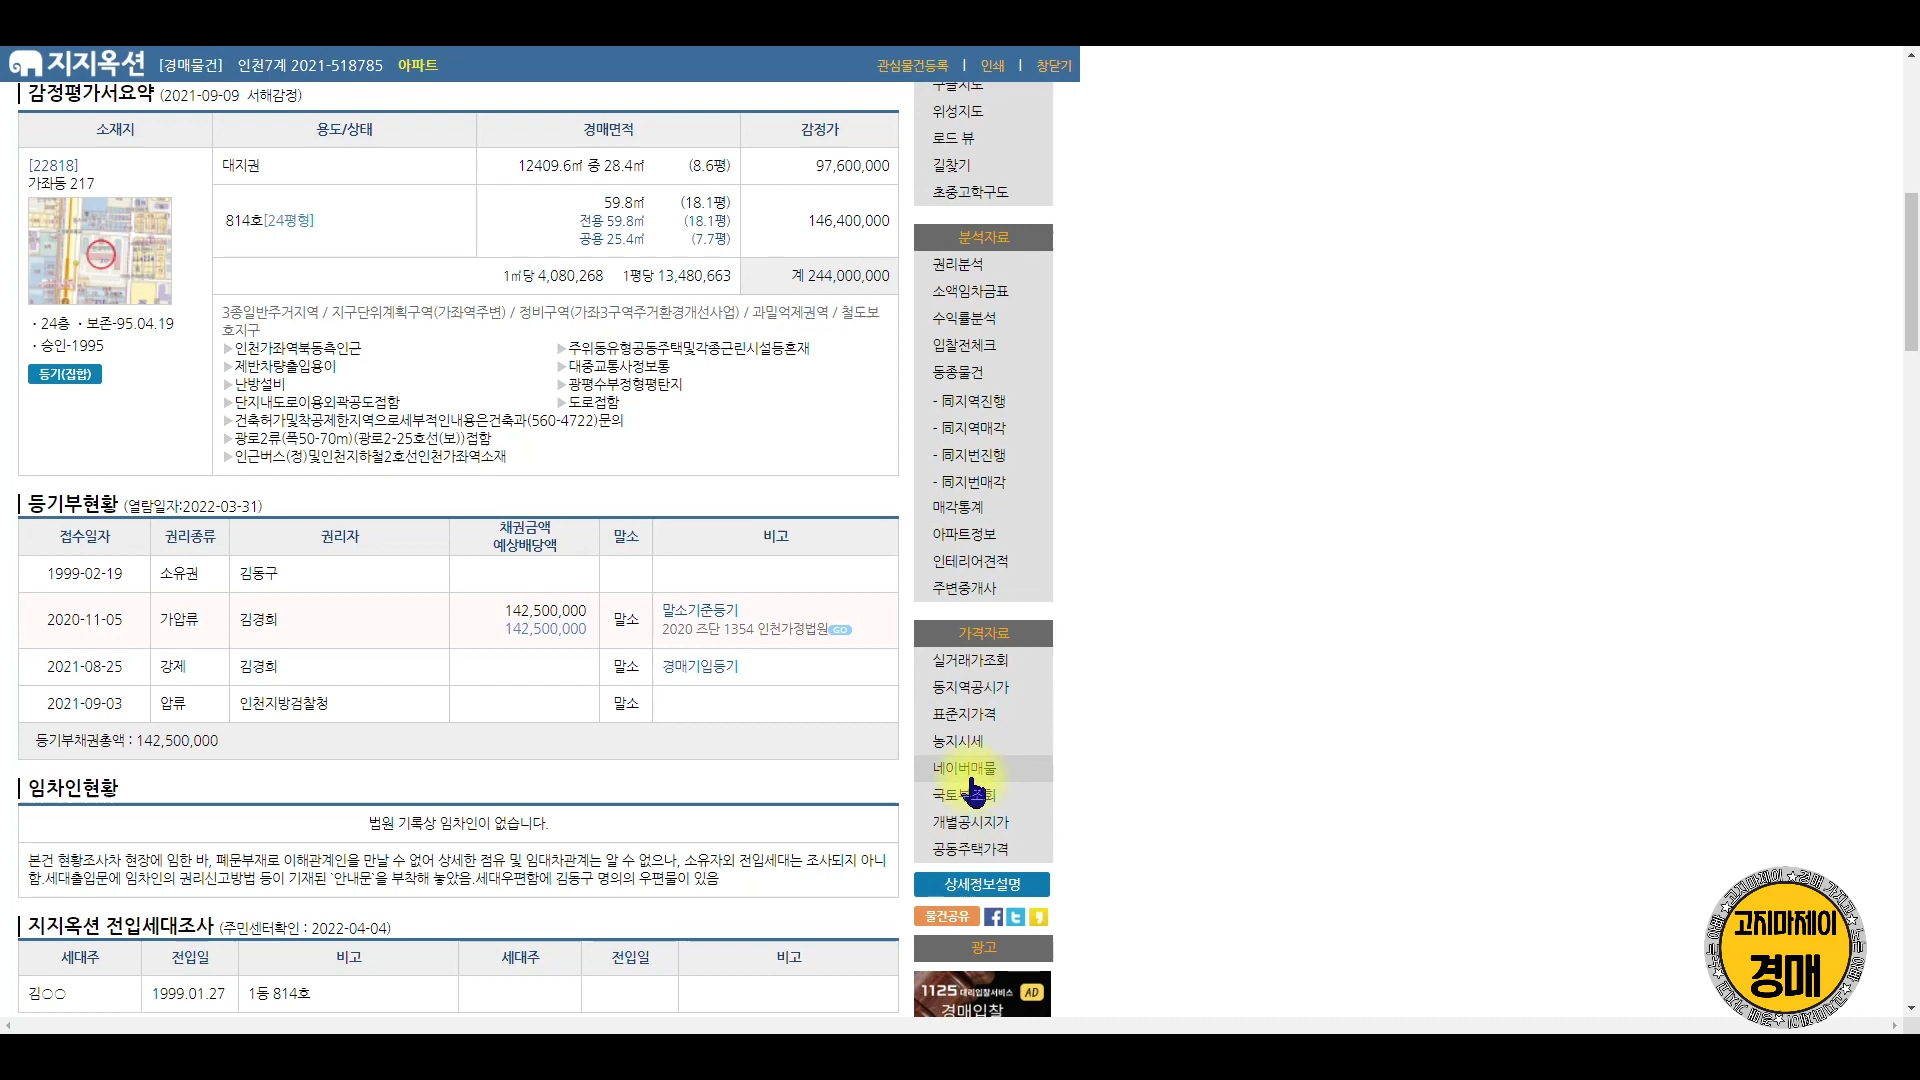 지지옥션 [경매물건] 인천7계 2021-518785 아파트 관심물건등록 | 인쇄 | 창닫기
감정평가서요약 (2021-09-09 서해감정)
소재지 용도/상태 경매면적 감정가
[22818]
가좌동 217
・24층 ・보존-95.04.19
・승인-1995
등기(집합)
대지권 12409.6㎡ 중 28.4㎡ (8.6평) 97,600,000
814호[24평형]
59.8㎡ (18.1평)
전용 59.8㎡ (18.1평)
공용 25.4㎡ (7.7평)
146,400,000
1㎡당 4,080,268 1평당 13,480,663 계 244,000,000
3종일반주거지역 / 지구단위계획구역(가좌역주변) / 정비구역(가좌3구역주거환경개선사업) / 과밀억제권역 / 철도보
호지구
▶인천가좌역북동측인근 ▶주위동유형공동주택및각종근린시설등혼재
▶제반차량출입용이 ▶대중교통사정보통
▶난방설비 ▶광평수부정형평탄지
▶단지내도로이용외곽공도접함 ▶도로접함
▶건축허가및착공제한지역으로세부적인내용은건축과(560-4722)문의
▶광로2류(폭50-70m)(광로2-25호선(보))접함
▶인근버스(정)및인천지하철2호선인천가좌역소재
등기부현황 (열람일자:2022-03-31)
접수일자 권리종류 권리자 채권금액 말소 비고
예상배당액
1999-02-19 소유권 김동구
2020-11-05 가압류 김경희 142,500,000 말소 말소기준등기
142,500,000 2020 즈단 1354 인천가정법원 GO
2021-08-25 강제 김경희 말소 경매기입등기
2021-09-03 압류 인천지방검찰청 말소
등기부채권총액 : 142,500,000
임차인현황
법원 기록상 임차인이 없습니다.
본건 현황조사차 현장에 임한 바, 폐문부재로 이해관계인을 만날 수 없어 상세한 점유 및 임대차관계는 알 수 없으나, 소유자외 전입세대는 조사되지 아니
함.세대출입문에 임차인의 권리신고방법 등이 기재된 `안내문`을 부착해 놓았음.세대우편함에 김동구 명의의 우편물이 있음
지지옥션 전입세대조사 (주민센터확인 : 2022-04-04)
세대주 전입일 비고 세대주 전입일 비고
김○○ 1999.01.27 1동 814호
구글지도
위성지도
로드 뷰
길찾기
초중고학구도
분석자료
권리분석
소액임차금표
수익률분석
입찰전체크
동종물건
- 同지역진행
- 同지역매각
- 同지번진행
- 同지번매각
매각통계
아파트정보
인테리어견적
주변중개사
가격자료
실거래가조회
동지역공시가
표준지가격
농지시세
네이버매물
국토부조회
개별공시지가
공동주택가격
상세정보설명
물건공유
광고
1125 대리입찰서비스 AD
경매입찰
고지마제이
경매